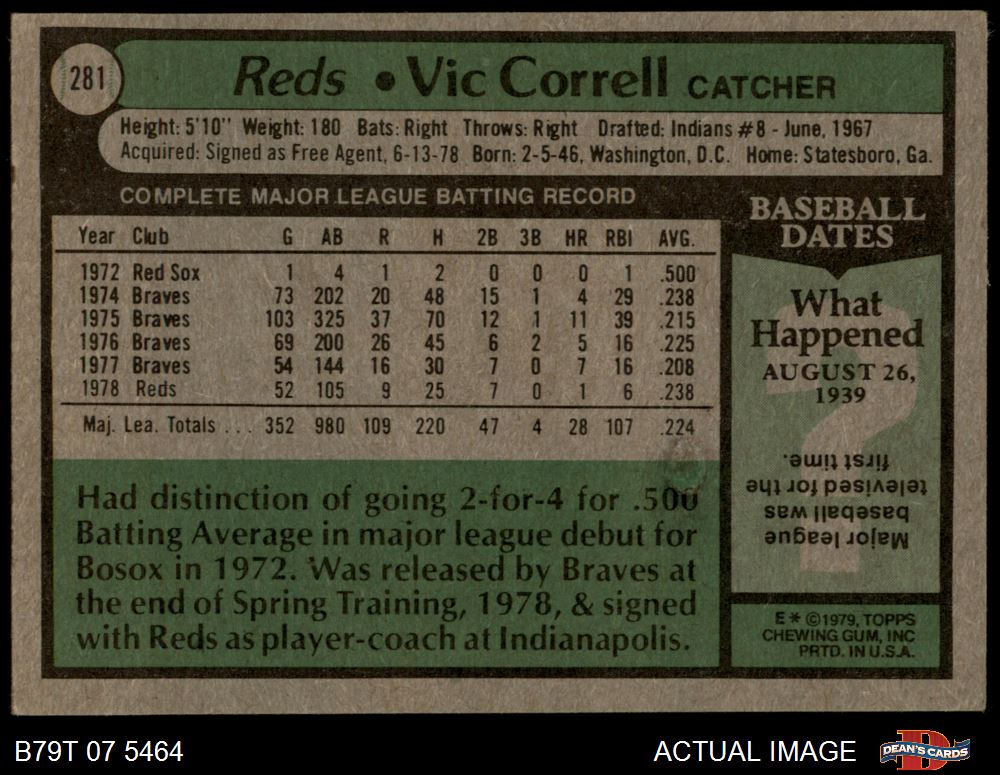 281
Reds • Vic Correll CATCHER
Height: 5'10" Weight: 180 Bats: Right Throws: Right Drafted: Indians #8 - June, 1967
Acquired: Signed as Free Agent, 6-13-78 Born: 2-5-46, Washington, D.C. Home: Statesboro, Ga.
COMPLETE MAJOR LEAGUE BATTING RECORD
Year Club G AB R H 2B 3B HR RBI AVG.
1972 Red Sox 1 4 1 2 0 0 0 1 .500
1974 Braves 73 202 20 48 15 1 4 29 .238
1975 Braves 103 325 37 70 12 1 11 39 .215
1976 Braves 69 200 26 45 6 2 5 16 .225
1977 Braves 54 144 16 30 7 0 7 16 .208
1978 Reds 52 105 9 25 7 0 1 6 .238
Maj. Lea. Totals . . . 352 980 109 220 47 4 28 107 .224
Had distinction of going 2-for-4 for .500
Batting Average in major league debut for
Bosox in 1972. Was released by Braves at
the end of Spring Training, 1978, & signed
with Reds as player-coach at Indianapolis.
BASEBALL
DATES
What
Happened
AUGUST 26,
1939
Major league
baseball was
televised for the
first time.
E * ©1979, TOPPS
CHEWING GUM, INC
PRTD. IN U.S.A.
B79T 07 5464
ACTUAL IMAGE
DEAN'S CARDS